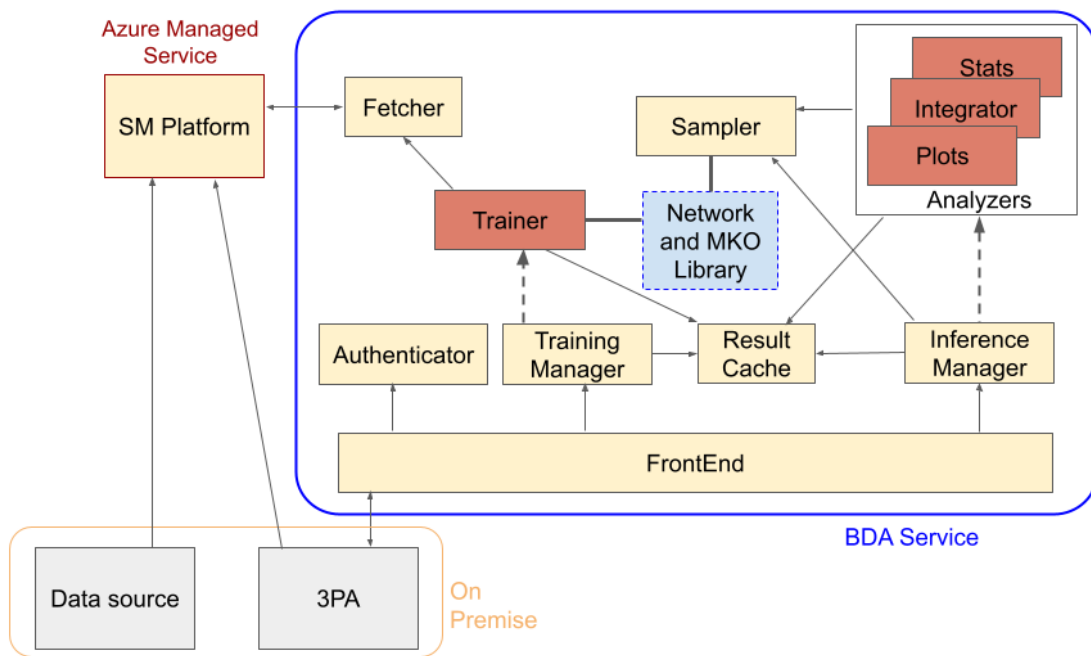 Azure Managed
Service
SM Platform
Fetcher
Sampler
Stats
Integrator
Plots
Analyzers
Trainer
Network
and MKO
Library
Authenticator
Training
Manager
Result
Cache
Inference
Manager
FrontEnd
BDA Service
Data source
3PA
On
Premise